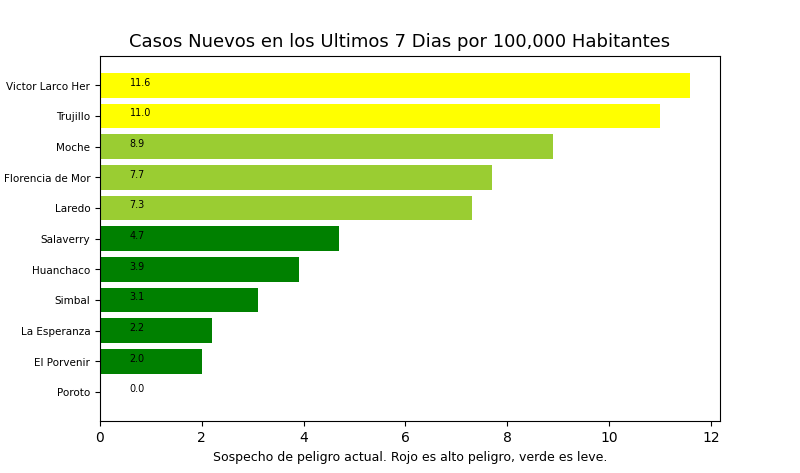 Casos Nuevos en los Ultimos 7 Dias por 100,000 Habitantes
Victor Larco Her 11.6
Trujillo 11.0
Moche 8.9
Florencia de Mor 7.7
Laredo 7.3
Salaverry 4.7
Huanchaco 3.9
Simbal 3.1
La Esperanza 2.2
El Porvenir 2.0
Poroto 0.0
0 2 4 6 8 10 12
Sospecho de peligro actual. Rojo es alto peligro, verde es leve.